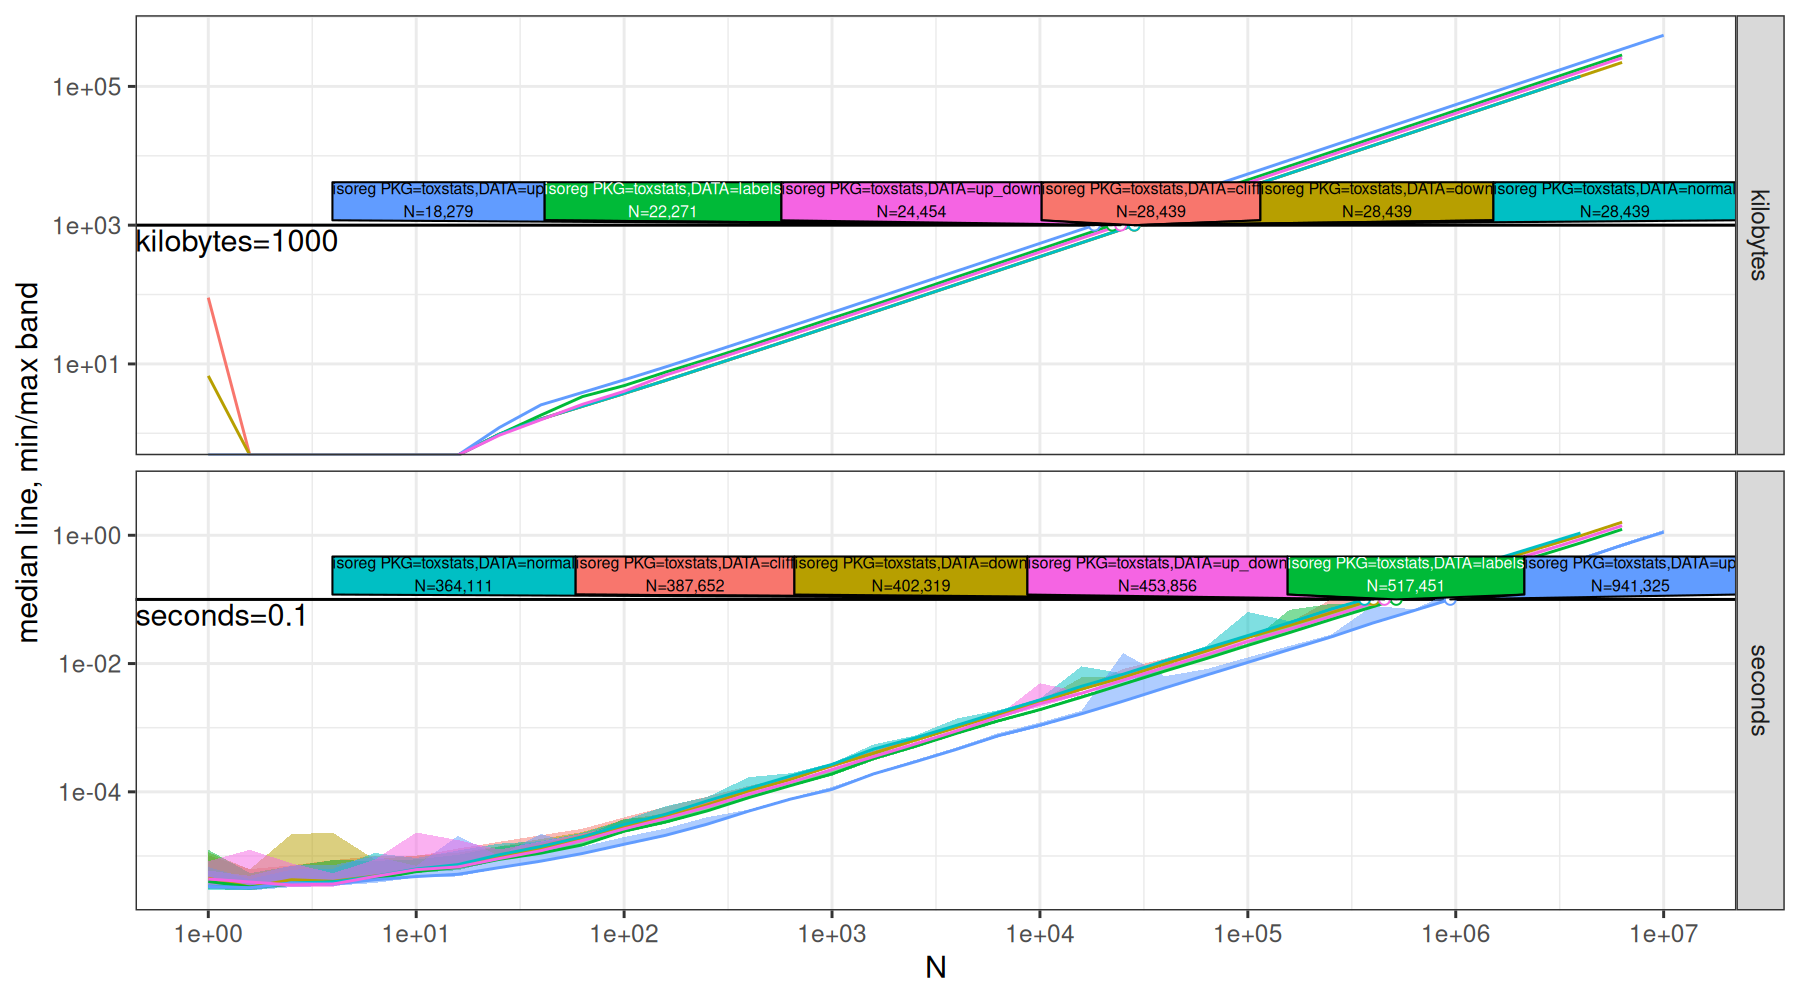 1e+05
1e+03
1e+01
isoreg PKG=toxstats,DATA=up
N=18,279
isoreg PKG=toxstats,DATA=labels
N=22,271
isoreg PKG=toxstats,DATA=up_down
N=24,454
isoreg PKG=toxstats,DATA=cliff
N=28,439
isoreg PKG=toxstats,DATA=down
N=28,439
isoreg PKG=toxstats,DATA=normal
N=28,439
kilobytes=1000
kilobytes
median line, min/max band
1e+00
1e-02
1e-04
isoreg PKG=toxstats,DATA=normal
N=364,111
isoreg PKG=toxstats,DATA=cliff
N=387,652
isoreg PKG=toxstats,DATA=down
N=402,319
isoreg PKG=toxstats,DATA=up_down
N=453,856
isoreg PKG=toxstats,DATA=labels
N=517,451
isoreg PKG=toxstats,DATA=up
N=941,325
seconds=0.1
seconds
1e+00 1e+01 1e+02 1e+03 1e+04 1e+05 1e+06 1e+07
N